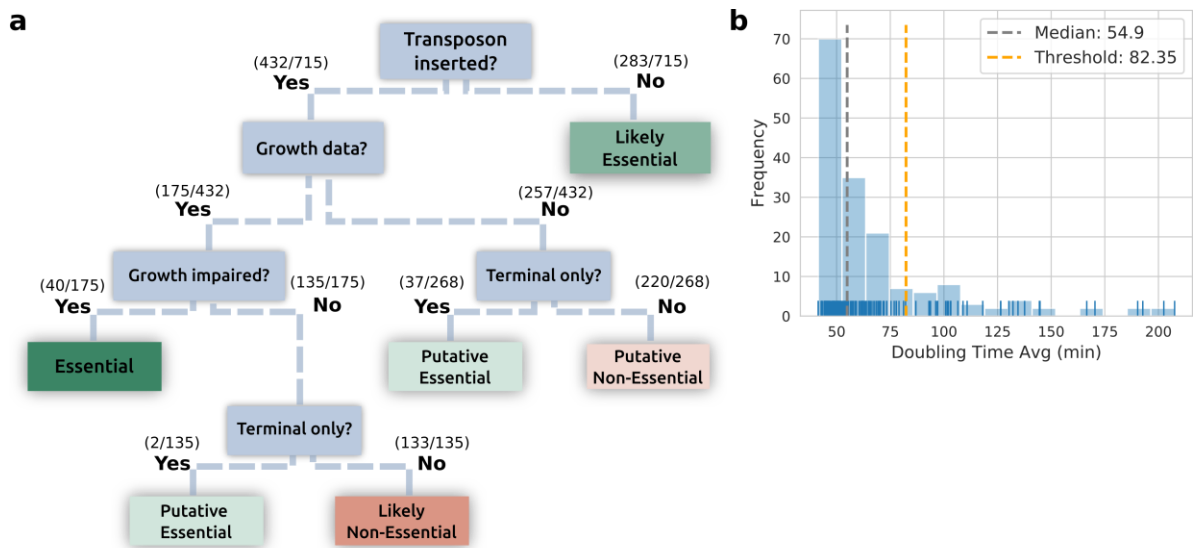 a
Transposon
inserted?
(432/715)
Yes
(283/715)
No
Growth data?
Likely
Essential
(175/432)
Yes
(257/432)
No
Growth impaired?
Terminal only?
(40/175)
Yes
(135/175)
No
(37/268)
Yes
(220/268)
No
Essential
Putative
Essential
Putative
Non-Essential
Terminal only?
(2/135)
Yes
(133/135)
No
Putative
Essential
Likely
Non-Essential
b
Median: 54.9
Threshold: 82.35
Frequency
70
60
50
40
30
20
10
0
50
75
100
125
150
175
200
Doubling Time Avg (min)